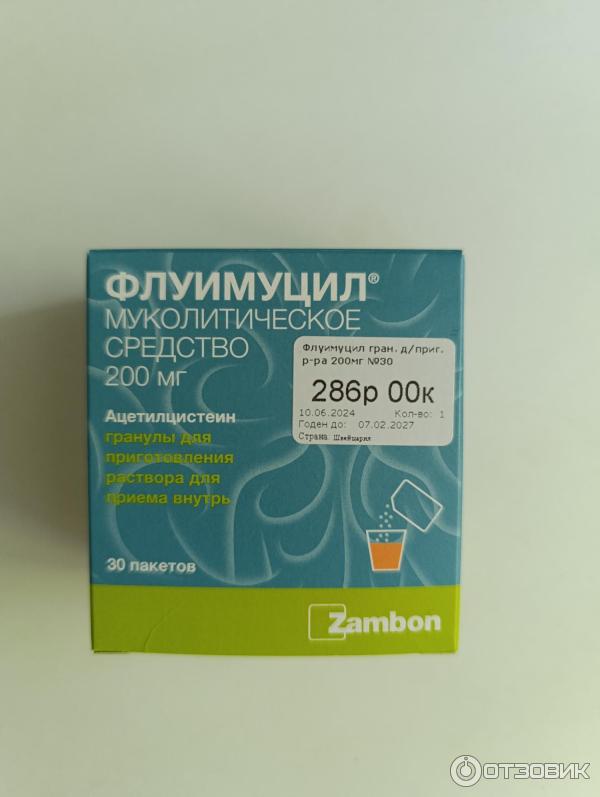 ФЛУИМУЦИЛ®
МУКОЛИТИЧЕСКОЕ
СРЕДСТВО
200 мг
Ацетилцистеин
гранулы для
приготовления
раствора для
приема внутрь
30 пакетов
Флуимуцил гран. д/приг.
р-ра 200мг №30
286р 00к
10.06.2024 Кол-во: 1
Годен до: 07.02.2027
Страна: Швейцария
Zambon
ОТЗОВИК